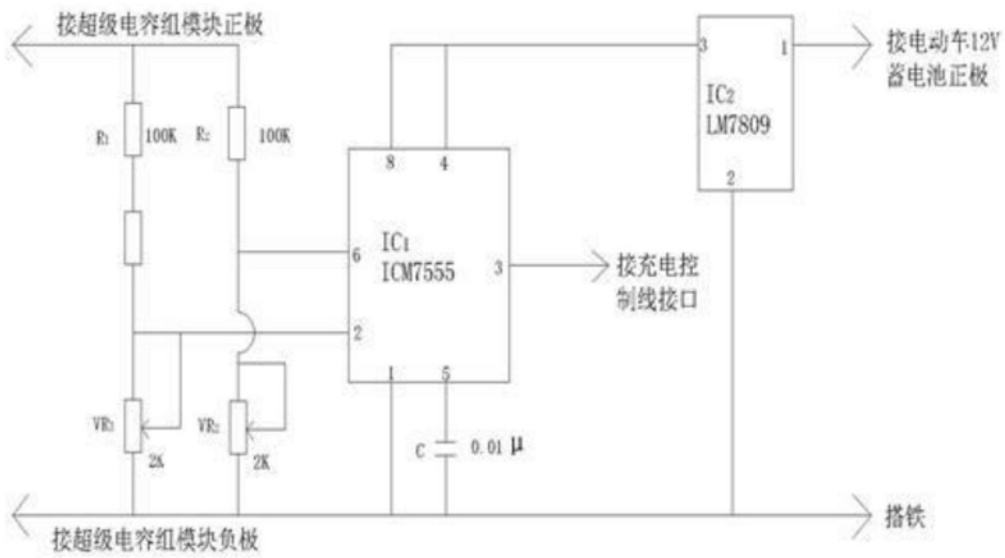 接超级电容组模块正极
R₁ 100K R₂ 100K
3 1
接电动车12V
器电池正极
IC₂
LM7809
2
8 4
IC₁
ICM7555
6
3
2
1 5
接充电控
制线接口
VR₁
2K
VR₂
2K
C 0.01 μ
接超级电容组模块负极
搭铁